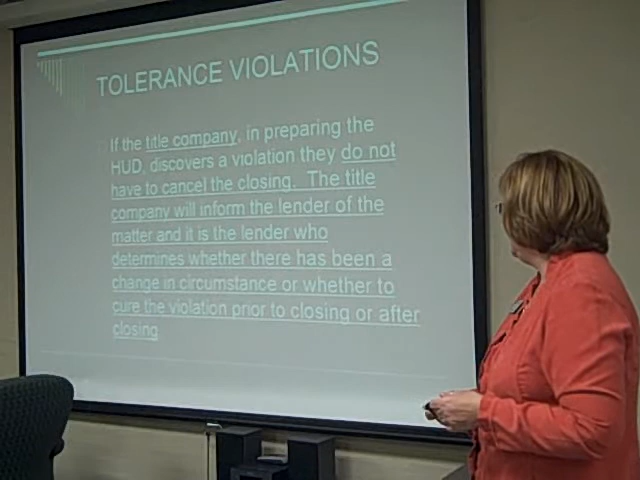 TOLERANCE VIOLATIONS
If the title company, in preparing the
HUD, discovers a violation they do not
have to cancel the closing. The title
company will inform the lender of the
matter and it is the lender who
determines whether there has been a
change in circumstance or whether to
cure the violation prior to closing or after
closing